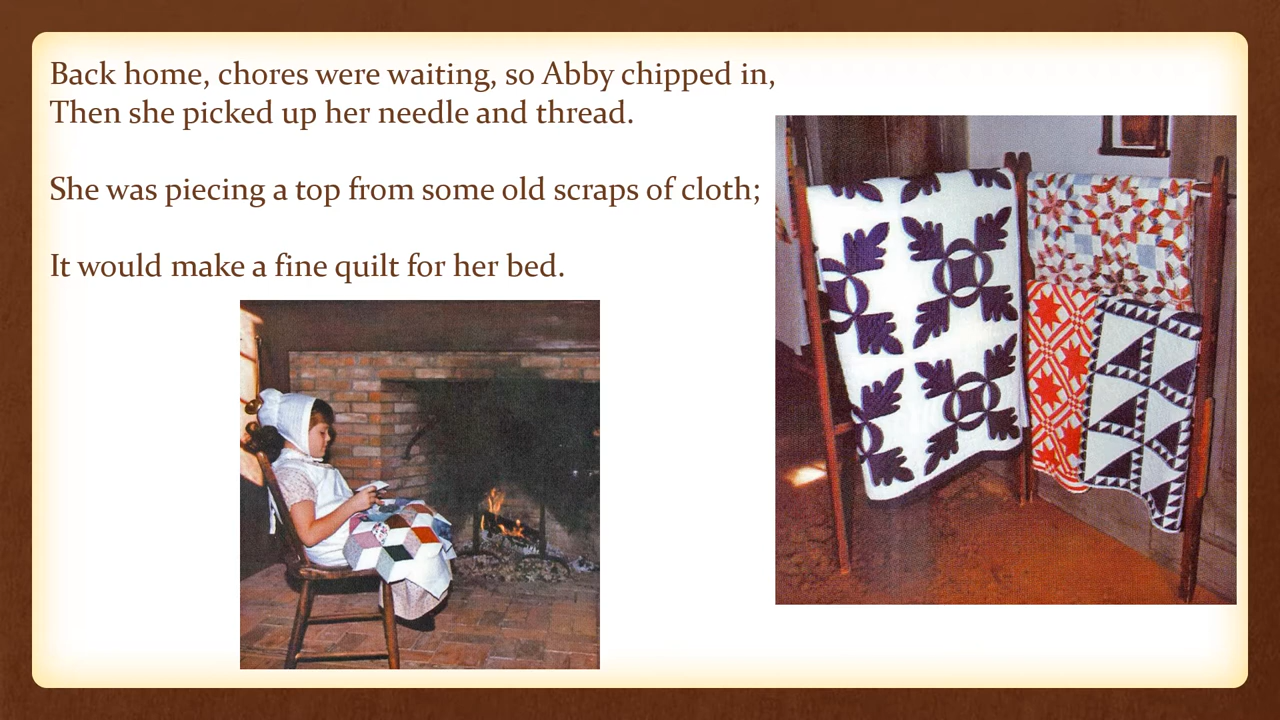 Back home, chores were waiting, so Abby chipped in,
Then she picked up her needle and thread.
She was piecing a top from some old scraps of cloth;
It would make a fine quilt for her bed.